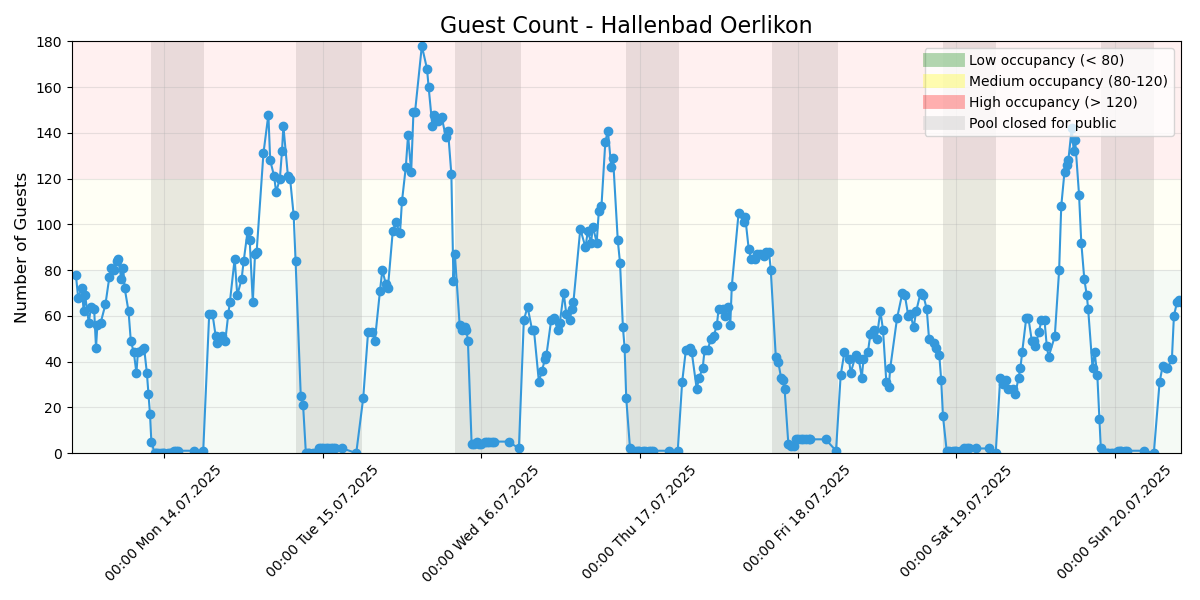 Guest Count - Hallenbad Oerlikon
Number of Guests
180
160
140
120
100
80
60
40
20
0
Low occupancy (< 80)
Medium occupancy (80-120)
High occupancy (> 120)
Pool closed for public
00:00 Mon 14.07.2025
00:00 Tue 15.07.2025
00:00 Wed 16.07.2025
00:00 Thu 17.07.2025
00:00 Fri 18.07.2025
00:00 Sat 19.07.2025
00:00 Sun 20.07.2025